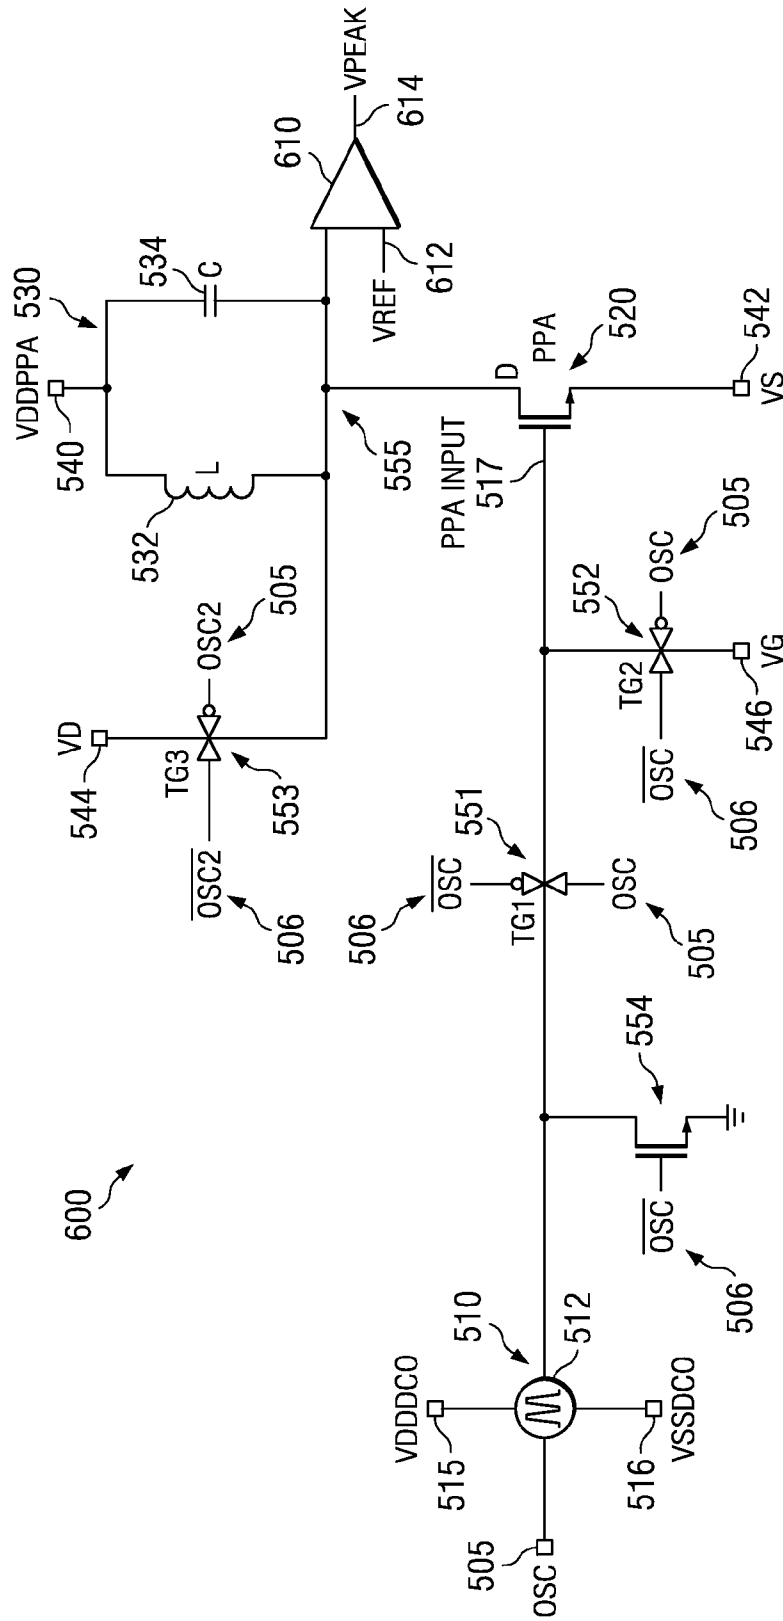 600
OSC
505
VDDDCO
515
510
512
516
VSSDCO
OSC
506
554
506
OSC
TG1
551
OSC
505
VD
544
TG3
OSC2
506
553
OSC2
505
VDDPPA
540
530
532
L
534
C
555
610
VPEAK
614
VREF
612
PPA INPUT
517
D
PPA
520
542
VS
OSC
506
TG2
552
OSC
505
546
VG